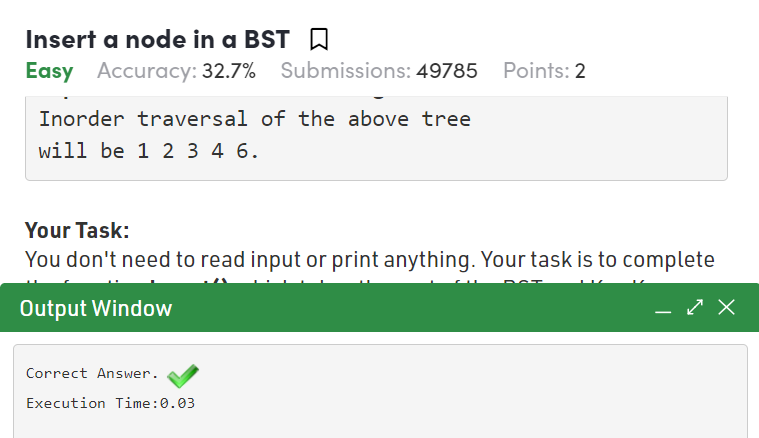 Insert a node in a BST
Easy Accuracy: 32.7% Submissions: 49785 Points: 2
Inorder traversal of the above tree
will be 1 2 3 4 6.
Your Task:
You don't need to read input or print anything. Your task is to complete
Output Window
Correct Answer.
Execution Time:0.03